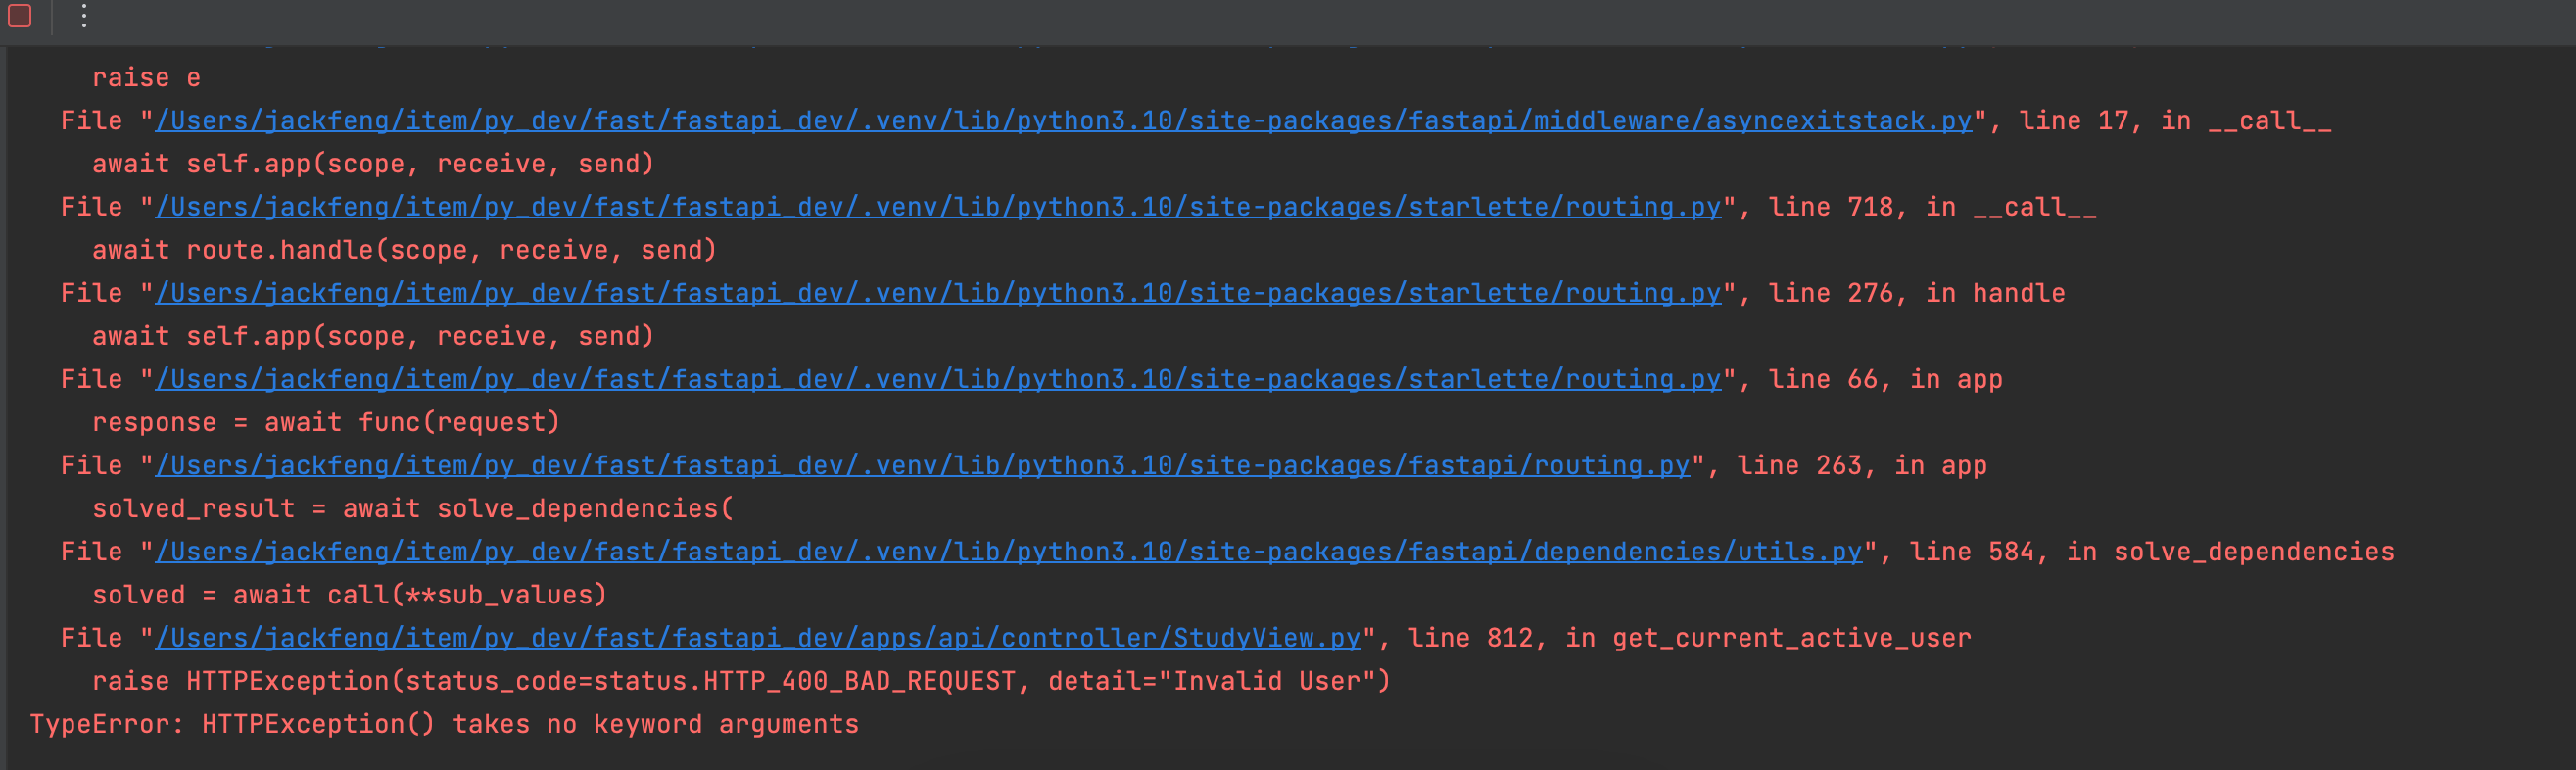 raise e
File "/Users/jackfeng/item/py_dev/fast/fastapi_dev/.venv/lib/python3.10/site-packages/fastapi/middleware/asyncexitstack.py", line 17, in __call__
await self.app(scope, receive, send)
File "/Users/jackfeng/item/py_dev/fast/fastapi_dev/.venv/lib/python3.10/site-packages/starlette/routing.py", line 718, in __call__
await route.handle(scope, receive, send)
File "/Users/jackfeng/item/py_dev/fast/fastapi_dev/.venv/lib/python3.10/site-packages/starlette/routing.py", line 276, in handle
await self.app(scope, receive, send)
File "/Users/jackfeng/item/py_dev/fast/fastapi_dev/.venv/lib/python3.10/site-packages/starlette/routing.py", line 66, in app
response = await func(request)
File "/Users/jackfeng/item/py_dev/fast/fastapi_dev/.venv/lib/python3.10/site-packages/fastapi/routing.py", line 263, in app
solved_result = await solve_dependencies(
File "/Users/jackfeng/item/py_dev/fast/fastapi_dev/.venv/lib/python3.10/site-packages/fastapi/dependencies/utils.py", line 584, in solve_dependencies
solved = await call(**sub_values)
File "/Users/jackfeng/item/py_dev/fast/fastapi_dev/apps/api/controller/StudyView.py", line 812, in get_current_active_user
raise HTTPException(status_code=status.HTTP_400_BAD_REQUEST, detail="Invalid User")
TypeError: HTTPException() takes no keyword arguments